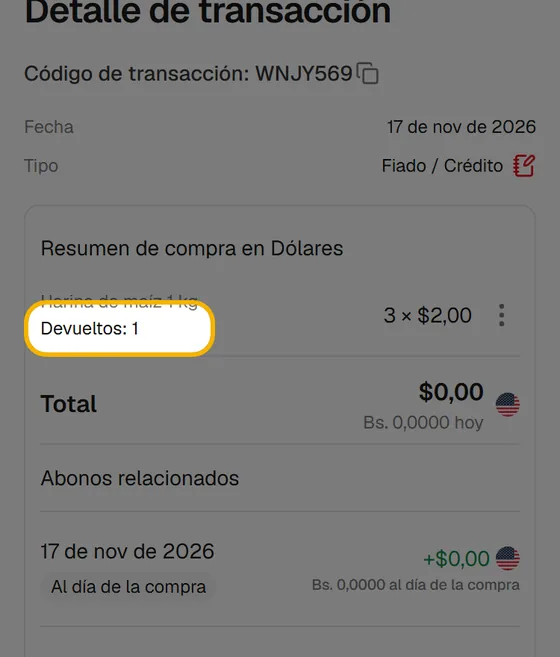 Detalle de transacción
Código de transacción: WNJY569
Fecha 17 de nov de 2026
Tipo Fiado / Crédito
Resumen de compra en Dólares
Harina de maíz 1 kg
Devueltos: 1
3 × $2,00
Total $0,00
Bs. 0,0000 hoy
Abonos relacionados
17 de nov de 2026 +$0,00
Al día de la compra Bs. 0,0000 al día de la compra